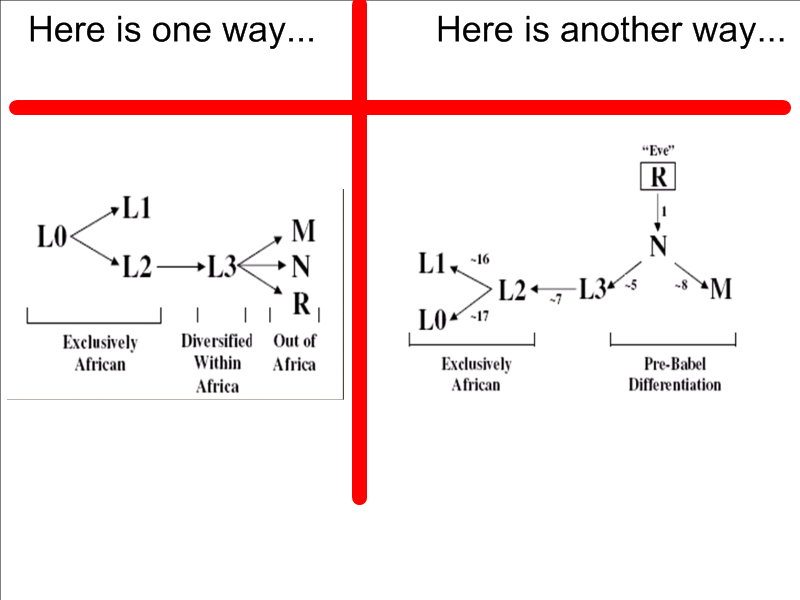 Here is one way...
Here is another way...
L1
L0
L2
L3
M
N
R
Exclusively
African
Diversified
Within
Africa
Out of
Africa
“Eve”
R
1
N
L1
~16
L2
~7
L3
~5
~8
M
L0
~17
Exclusively
African
Pre-Babel
Differentiation